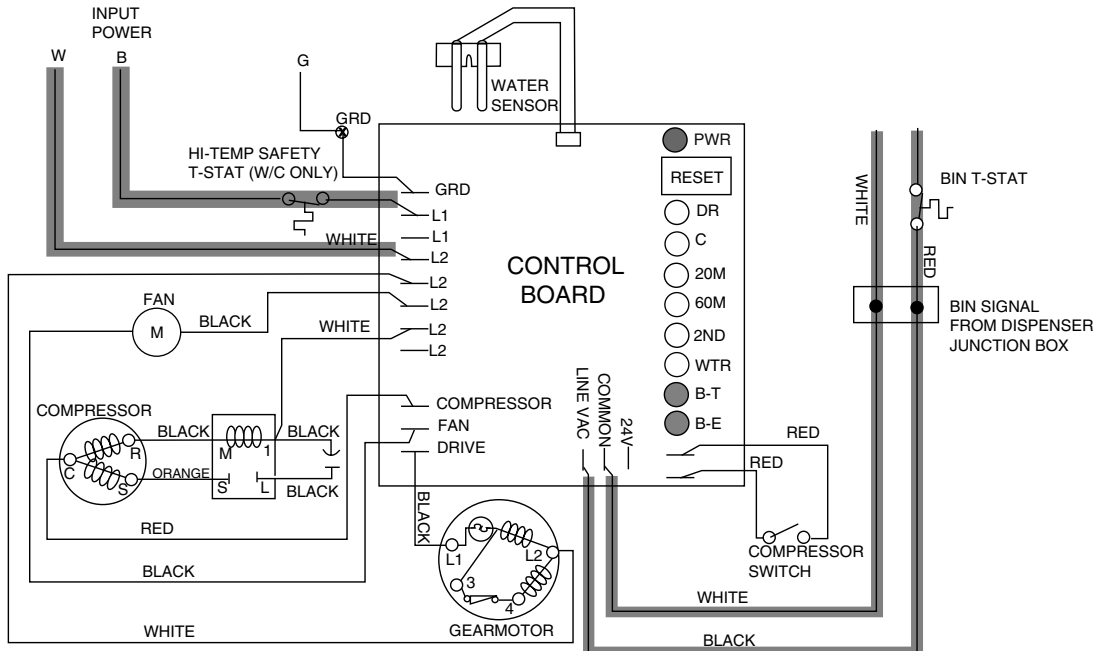 INPUT
POWER
W
B
G
GRD
HI-TEMP SAFETY
T-STAT (W/C ONLY)
WATER
SENSOR
GRD
L1
L1
WHITE
L2
L2
L2
WHITE
L2
L2
FAN
M
BLACK
CONTROL
BOARD
PWR
RESET
DR
C
20M
60M
2ND
WTR
B-T
B-E
WHITE
BIN T-STAT
RED
BIN SIGNAL
FROM DISPENSER
JUNCTION BOX
LINE VAC
COMMON
24V
COMPRESSOR
FAN
DRIVE
COMPRESSOR
BLACK
R
C
S
ORANGE
M
1
S
L
BLACK
BLACK
RED
BLACK
WHITE
BLACK
L1
L2
3
4
GEARMOTOR
RED
RED
COMPRESSOR
SWITCH
WHITE
BLACK